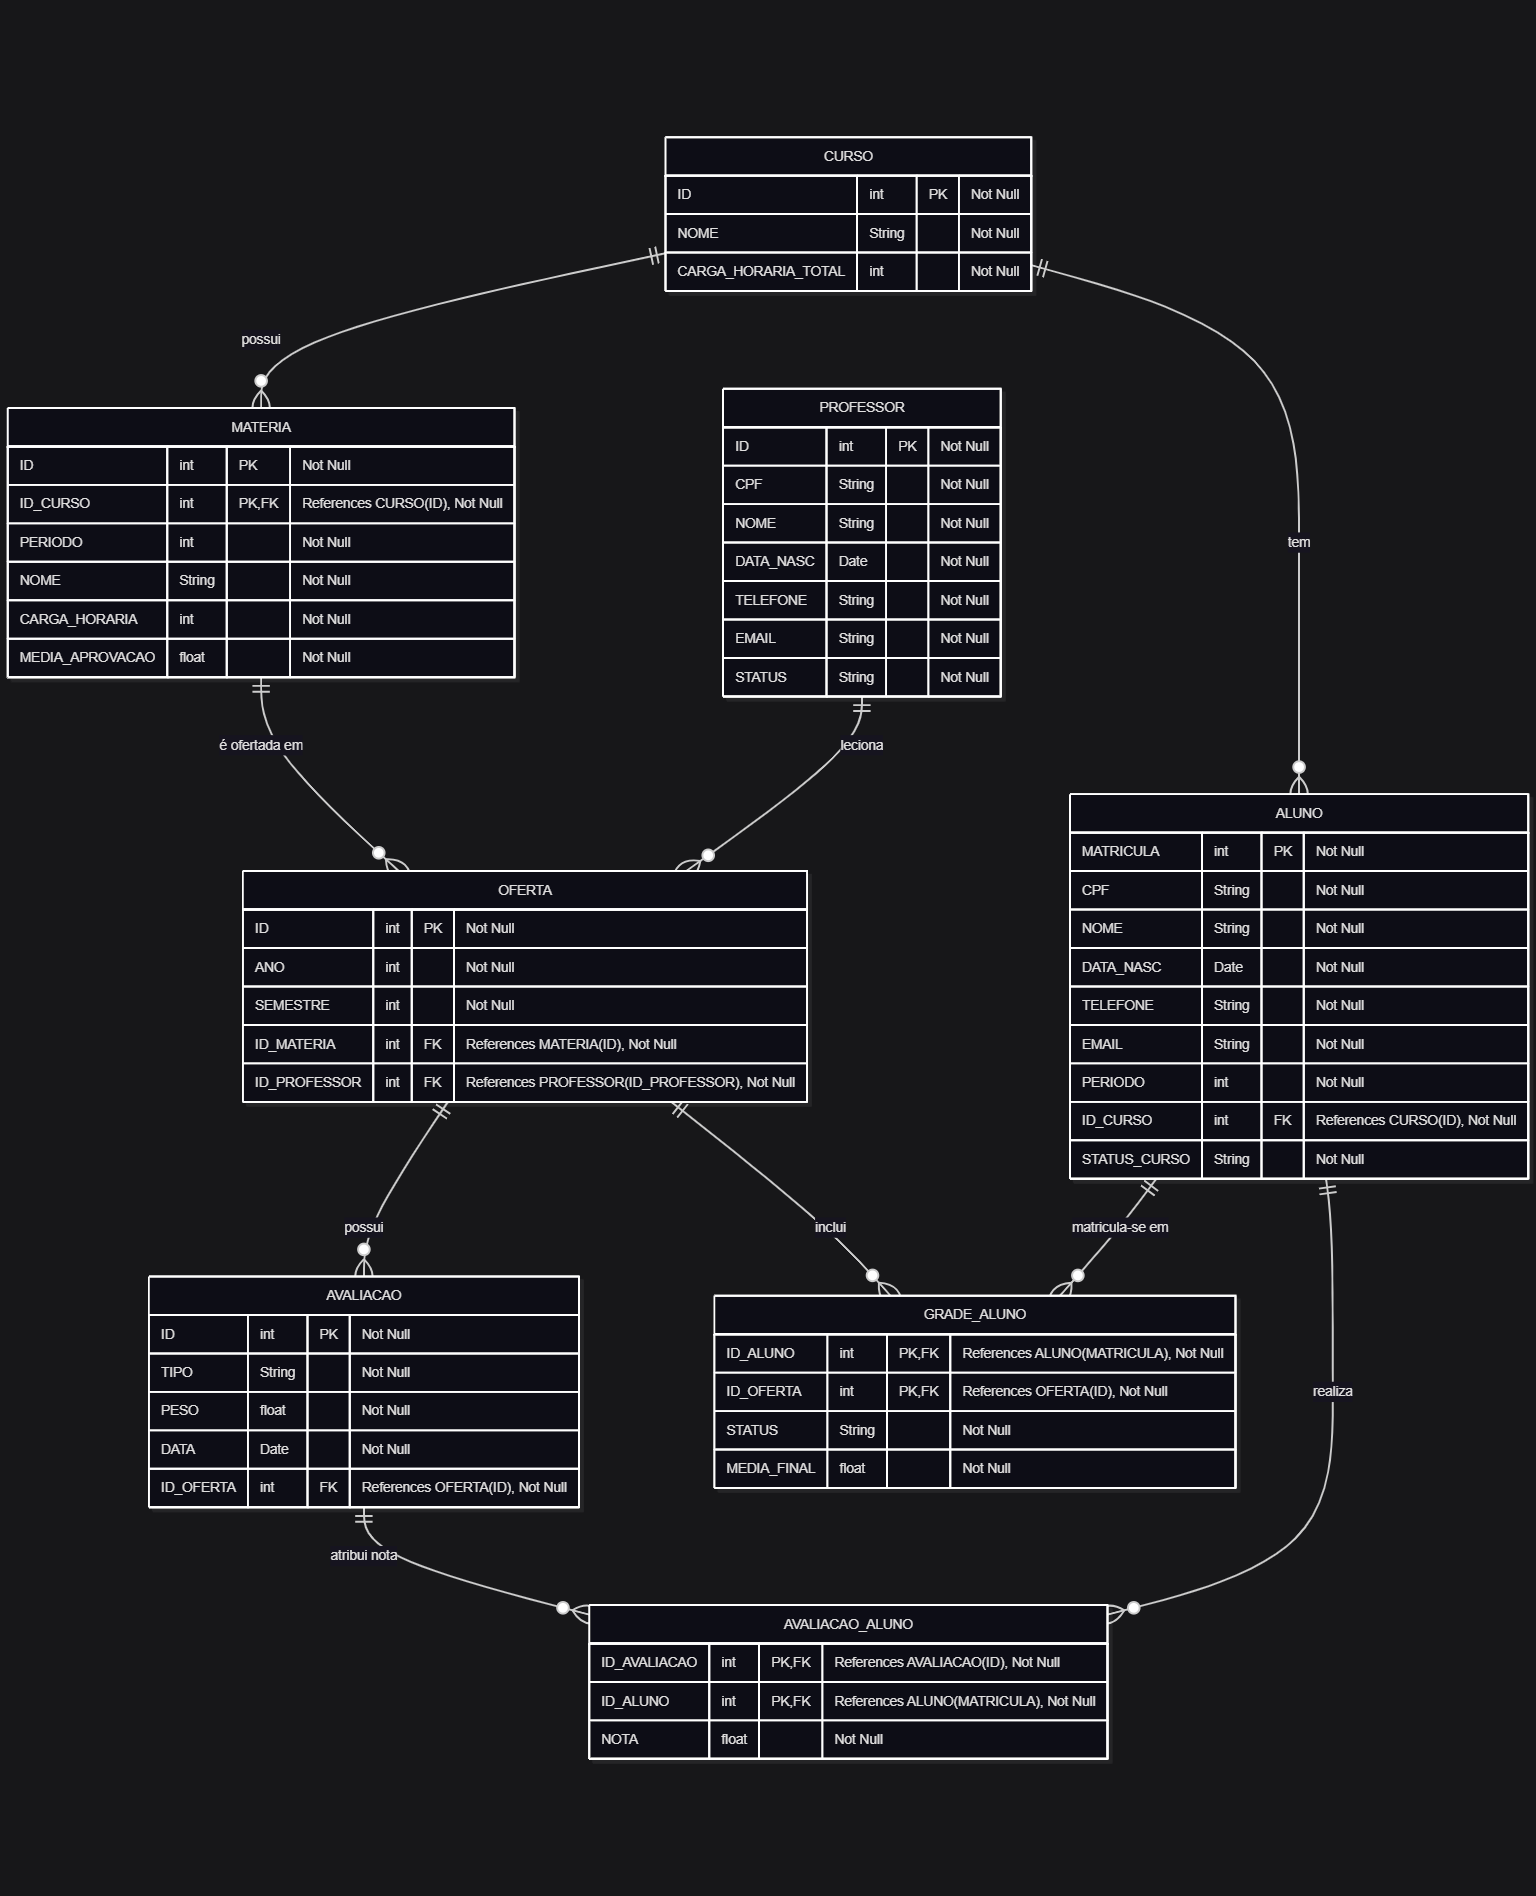 CURSO
ID int PK Not Null
NOME String Not Null
CARGA_HORARIA_TOTAL int Not Null
possui
tem
MATERIA
ID int PK Not Null
ID_CURSO int PK,FK References CURSO(ID), Not Null
PERIODO int Not Null
NOME String Not Null
CARGA_HORARIA int Not Null
MEDIA_APROVACAO float Not Null
PROFESSOR
ID int PK Not Null
CPF String Not Null
NOME String Not Null
DATA_NASC Date Not Null
TELEFONE String Not Null
EMAIL String Not Null
STATUS String Not Null
é ofertada em
leciona
ALUNO
MATRICULA int PK Not Null
CPF String Not Null
NOME String Not Null
DATA_NASC Date Not Null
TELEFONE String Not Null
EMAIL String Not Null
PERIODO int Not Null
ID_CURSO int FK References CURSO(ID), Not Null
STATUS_CURSO String Not Null
OFERTA
ID int PK Not Null
ANO int Not Null
SEMESTRE int Not Null
ID_MATERIA int FK References MATERIA(ID), Not Null
ID_PROFESSOR int FK References PROFESSOR(ID_PROFESSOR), Not Null
possui
inclui
matricula-se em
realiza
AVALIACAO
ID int PK Not Null
TIPO String Not Null
PESO float Not Null
DATA Date Not Null
ID_OFERTA int FK References OFERTA(ID), Not Null
GRADE_ALUNO
ID_ALUNO int PK,FK References ALUNO(MATRICULA), Not Null
ID_OFERTA int PK,FK References OFERTA(ID), Not Null
STATUS String Not Null
MEDIA_FINAL float Not Null
atribui nota
AVALIACAO_ALUNO
ID_AVALIACAO int PK,FK References AVALIACAO(ID), Not Null
ID_ALUNO int PK,FK References ALUNO(MATRICULA), Not Null
NOTA float Not Null